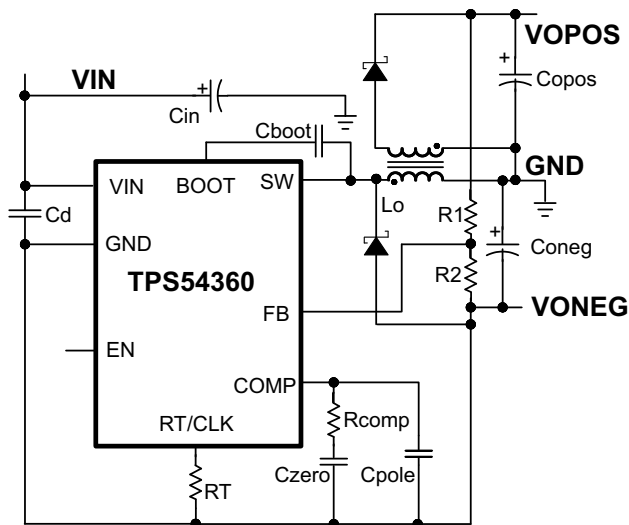 VOPOS
VIN
Copos
Cin
Cboot
GND
VIN
BOOT
SW
Cd
Lo
R1
GND
Coneg
TPS54360
R2
FB
VONEG
EN
COMP
Rcomp
RT/CLK
Czero
Cpole
RT